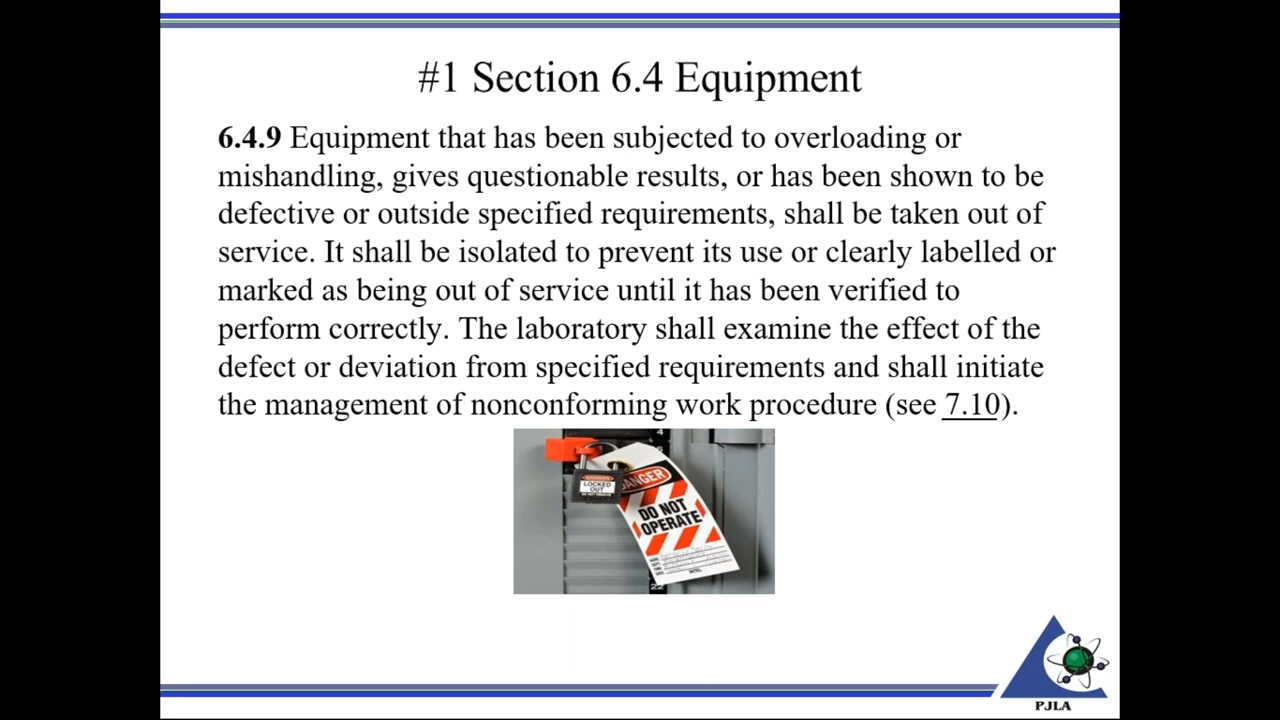 #1 Section 6.4 Equipment
6.4.9 Equipment that has been subjected to overloading or
mishandling, gives questionable results, or has been shown to be
defective or outside specified requirements, shall be taken out of
service. It shall be isolated to prevent its use or clearly labelled or
marked as being out of service until it has been verified to
perform correctly. The laboratory shall examine the effect of the
defect or deviation from specified requirements and shall initiate
the management of nonconforming work procedure (see 7.10).
LOCKED
OUT
DO NOT REMOVE
DANGER
DO NOT
OPERATE
22
PJLA